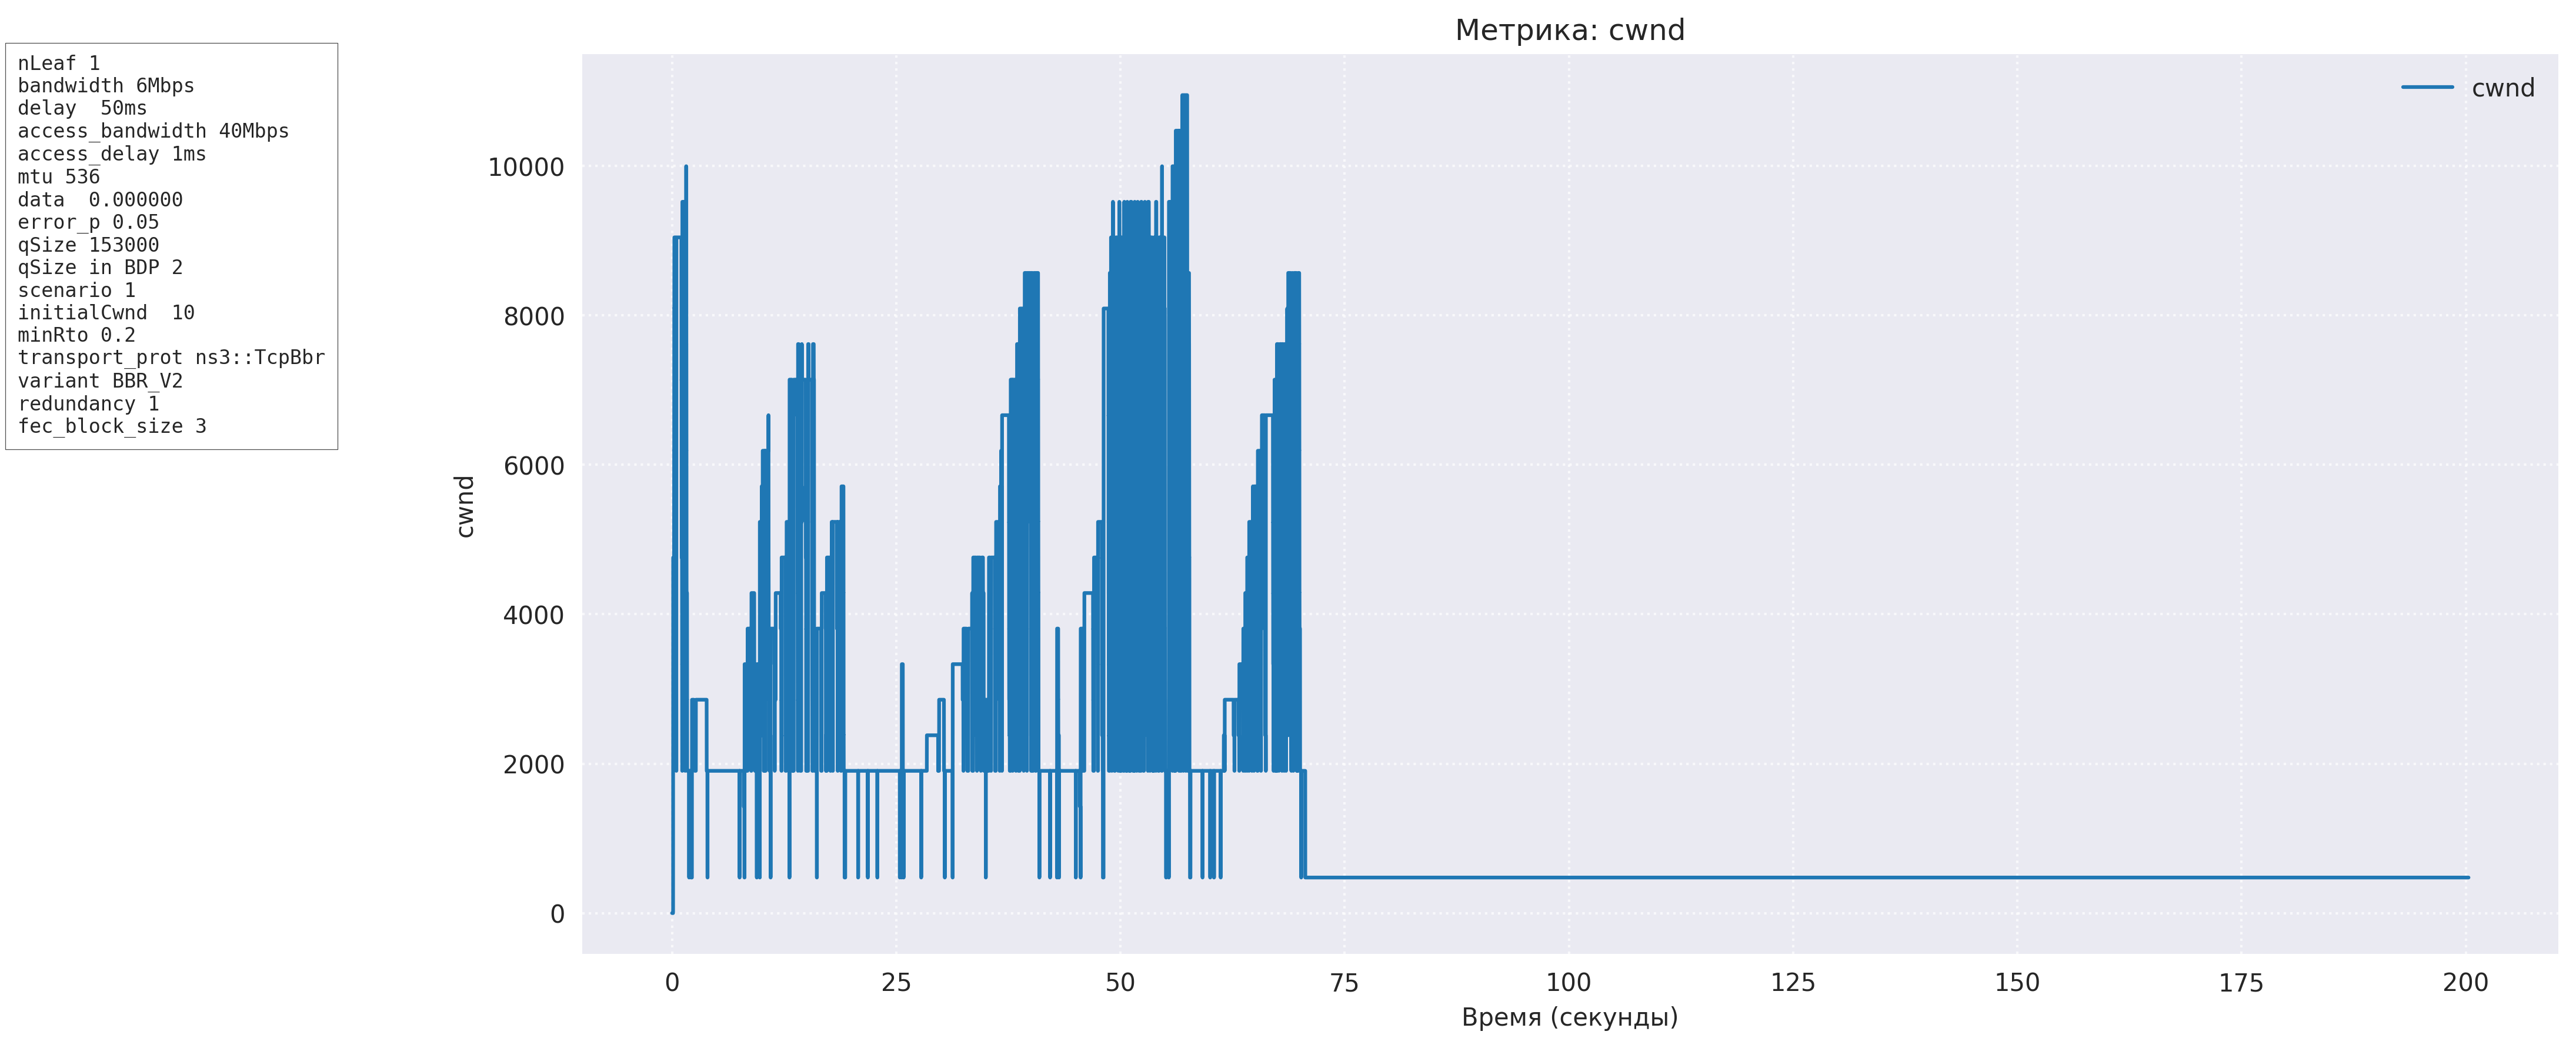 Метрика: cwnd
nLeaf 1
bandwidth 6Mbps
delay  50ms
access_bandwidth 40Mbps
access_delay 1ms
mtu 536
data  0.000000
error_p 0.05
qSize 153000
qSize in BDP 2
scenario 1
initialCwnd  10
minRto 0.2
transport_prot ns3::TcpBbr
variant BBR_V2
redundancy 1
fec_block_size 3
cwnd
10000
8000
6000
4000
2000
0
cwnd
0 25 50 75 100 125 150 175 200
Время (секунды)